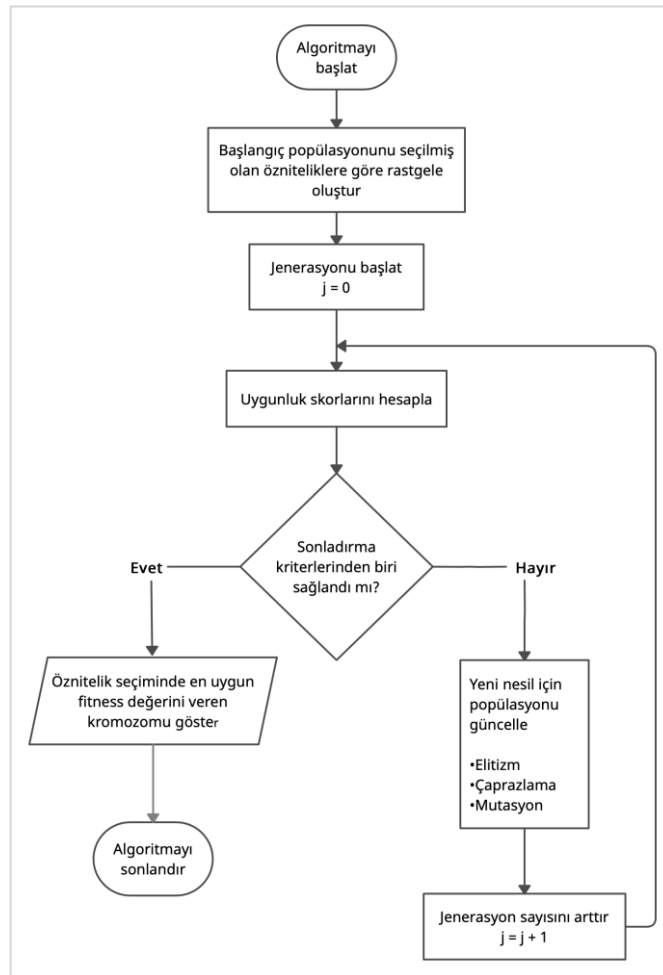 Algoritmayı
başlat
Başlangıç popülasyonunu seçilmiş
olan özniteliklere göre rastgele
oluştur
Jenerasyonu başlat
j = 0
Uygunluk skorlarını hesapla
Sonladırma
kriterlerinden biri
sağlandı mı?
Evet
Hayır
Öznitelik seçiminde en uygun
fitness değerini veren
kromozomu göster
Yeni nesil için
popülasyonu
güncelle
•Elitizm
•Çaprazlama
•Mutasyon
Algoritmayı
sonlandır
Jenerasyon sayısını arttır
j = j + 1